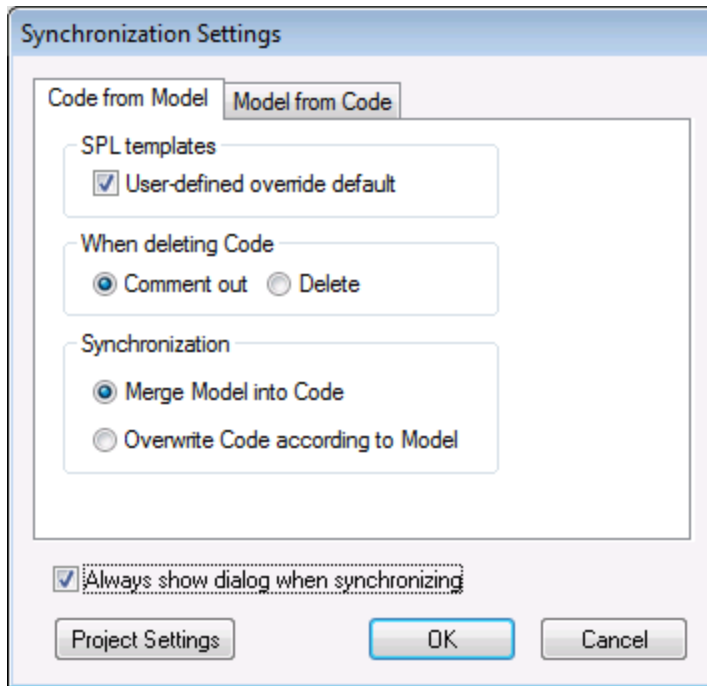 Synchronization Settings
Code from Model Model from Code
SPL templates
User-defined override default
When deleting Code
Comment out Delete
Synchronization
Merge Model into Code
Overwrite Code according to Model
Always show dialog when synchronizing
Project Settings OK Cancel